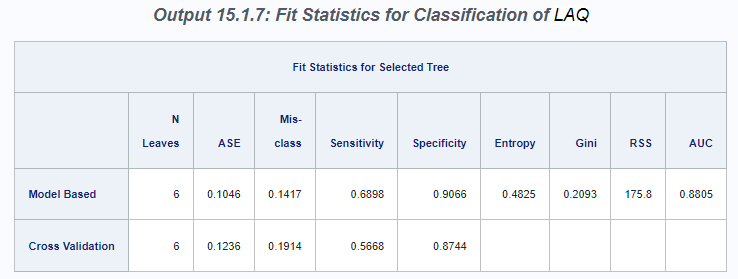 Output 15.1.7: Fit Statistics for Classification of LAQ
Fit Statistics for Selected Tree
N Leaves ASE Mis-class Sensitivity Specificity Entropy Gini RSS AUC
Model Based 6 0.1046 0.1417 0.6898 0.9066 0.4825 0.2093 175.8 0.8805
Cross Validation 6 0.1236 0.1914 0.5668 0.8744